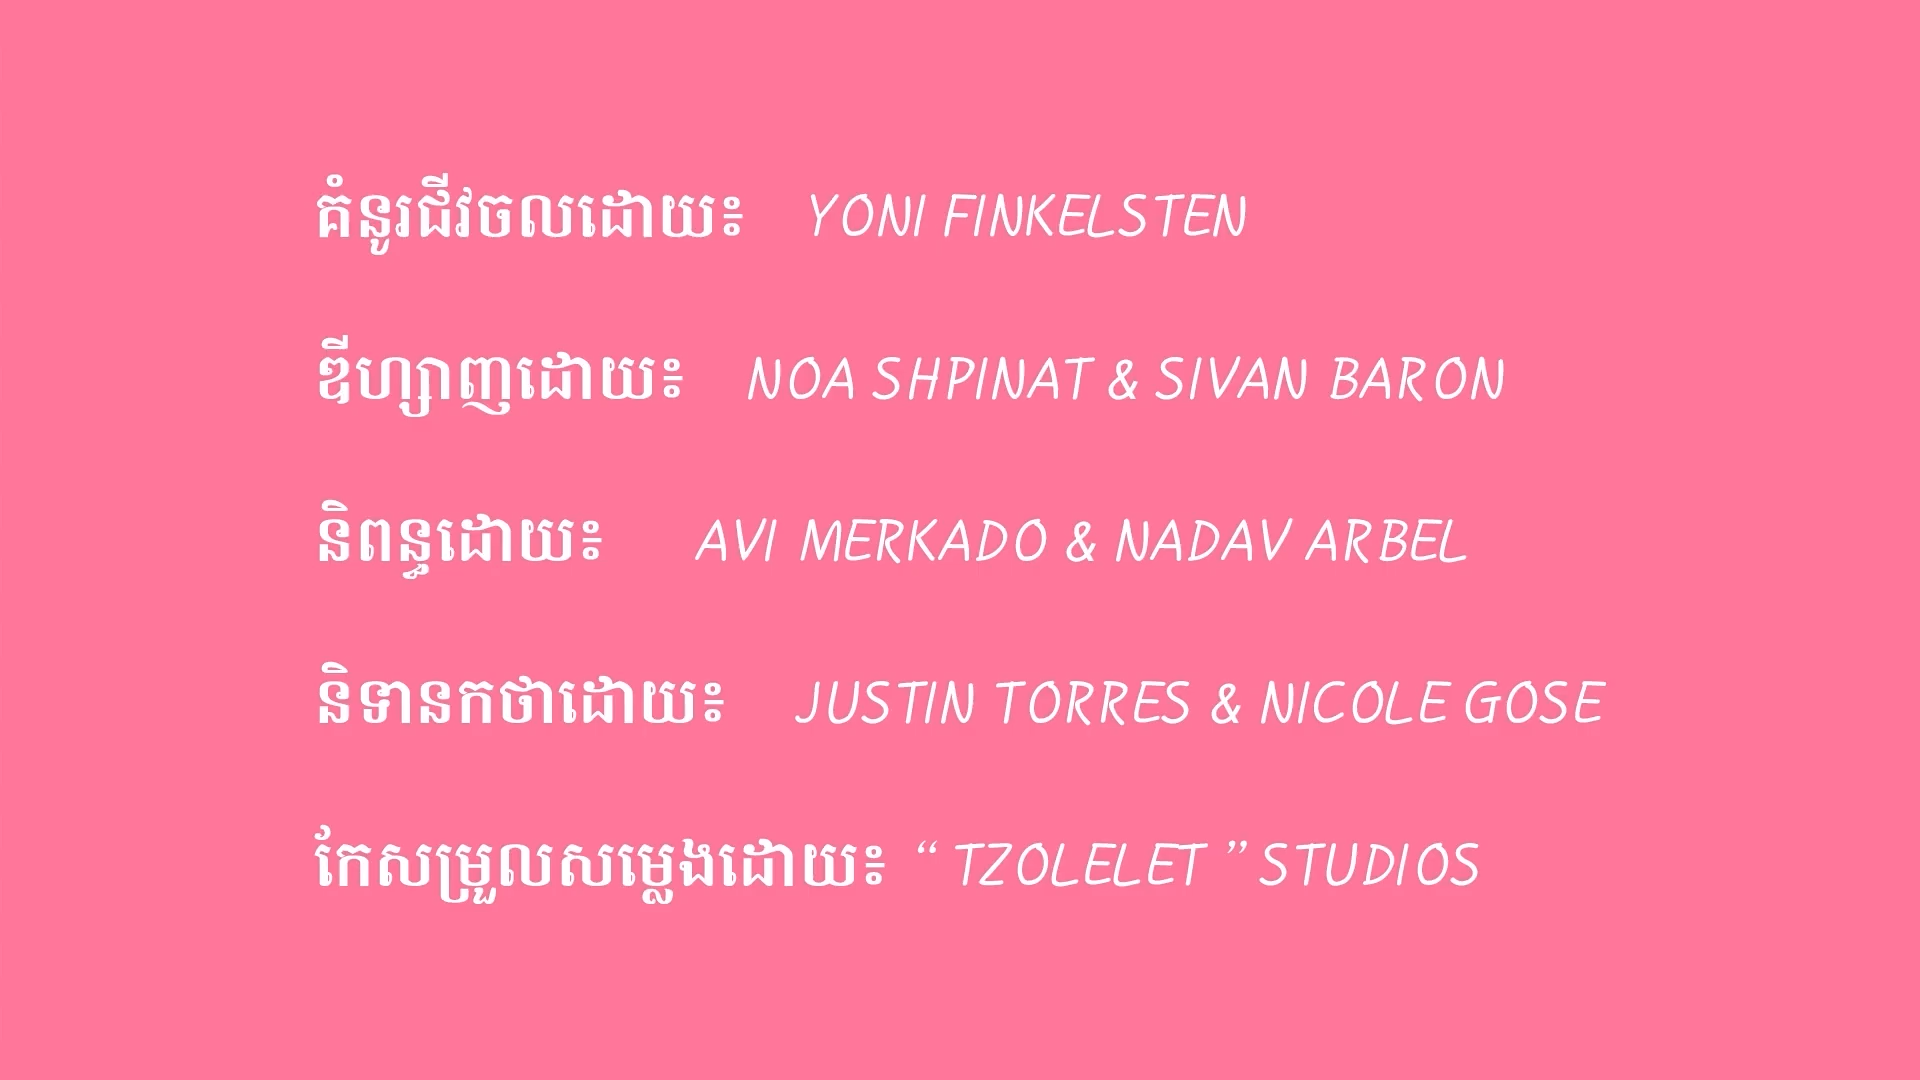 គំនូរជីវចលដោយ៖ YONI FINKELSTEN
ឌីហ្សាញដោយ៖ NOA SHPINAT & SIVAN BARON
និពន្ធដោយ៖ AVI MERKADO & NADAV ARBEL
និទានកថាដោយ៖ JUSTIN TORRES & NICOLE GOSE
កែសម្រួលសម្លេងដោយ៖ “ TZOLELET ” STUDIOS